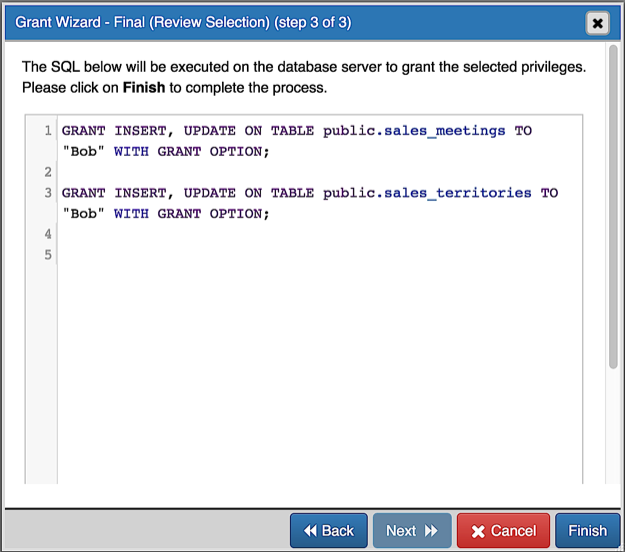 Grant Wizard - Final (Review Selection) (step 3 of 3)
The SQL below will be executed on the database server to grant the selected privileges.
Please click on Finish to complete the process.
1 GRANT INSERT, UPDATE ON TABLE public.sales_meetings TO
"Bob" WITH GRANT OPTION;
2
3 GRANT INSERT, UPDATE ON TABLE public.sales_territories TO
"Bob" WITH GRANT OPTION;
4
5
Back Next Cancel Finish